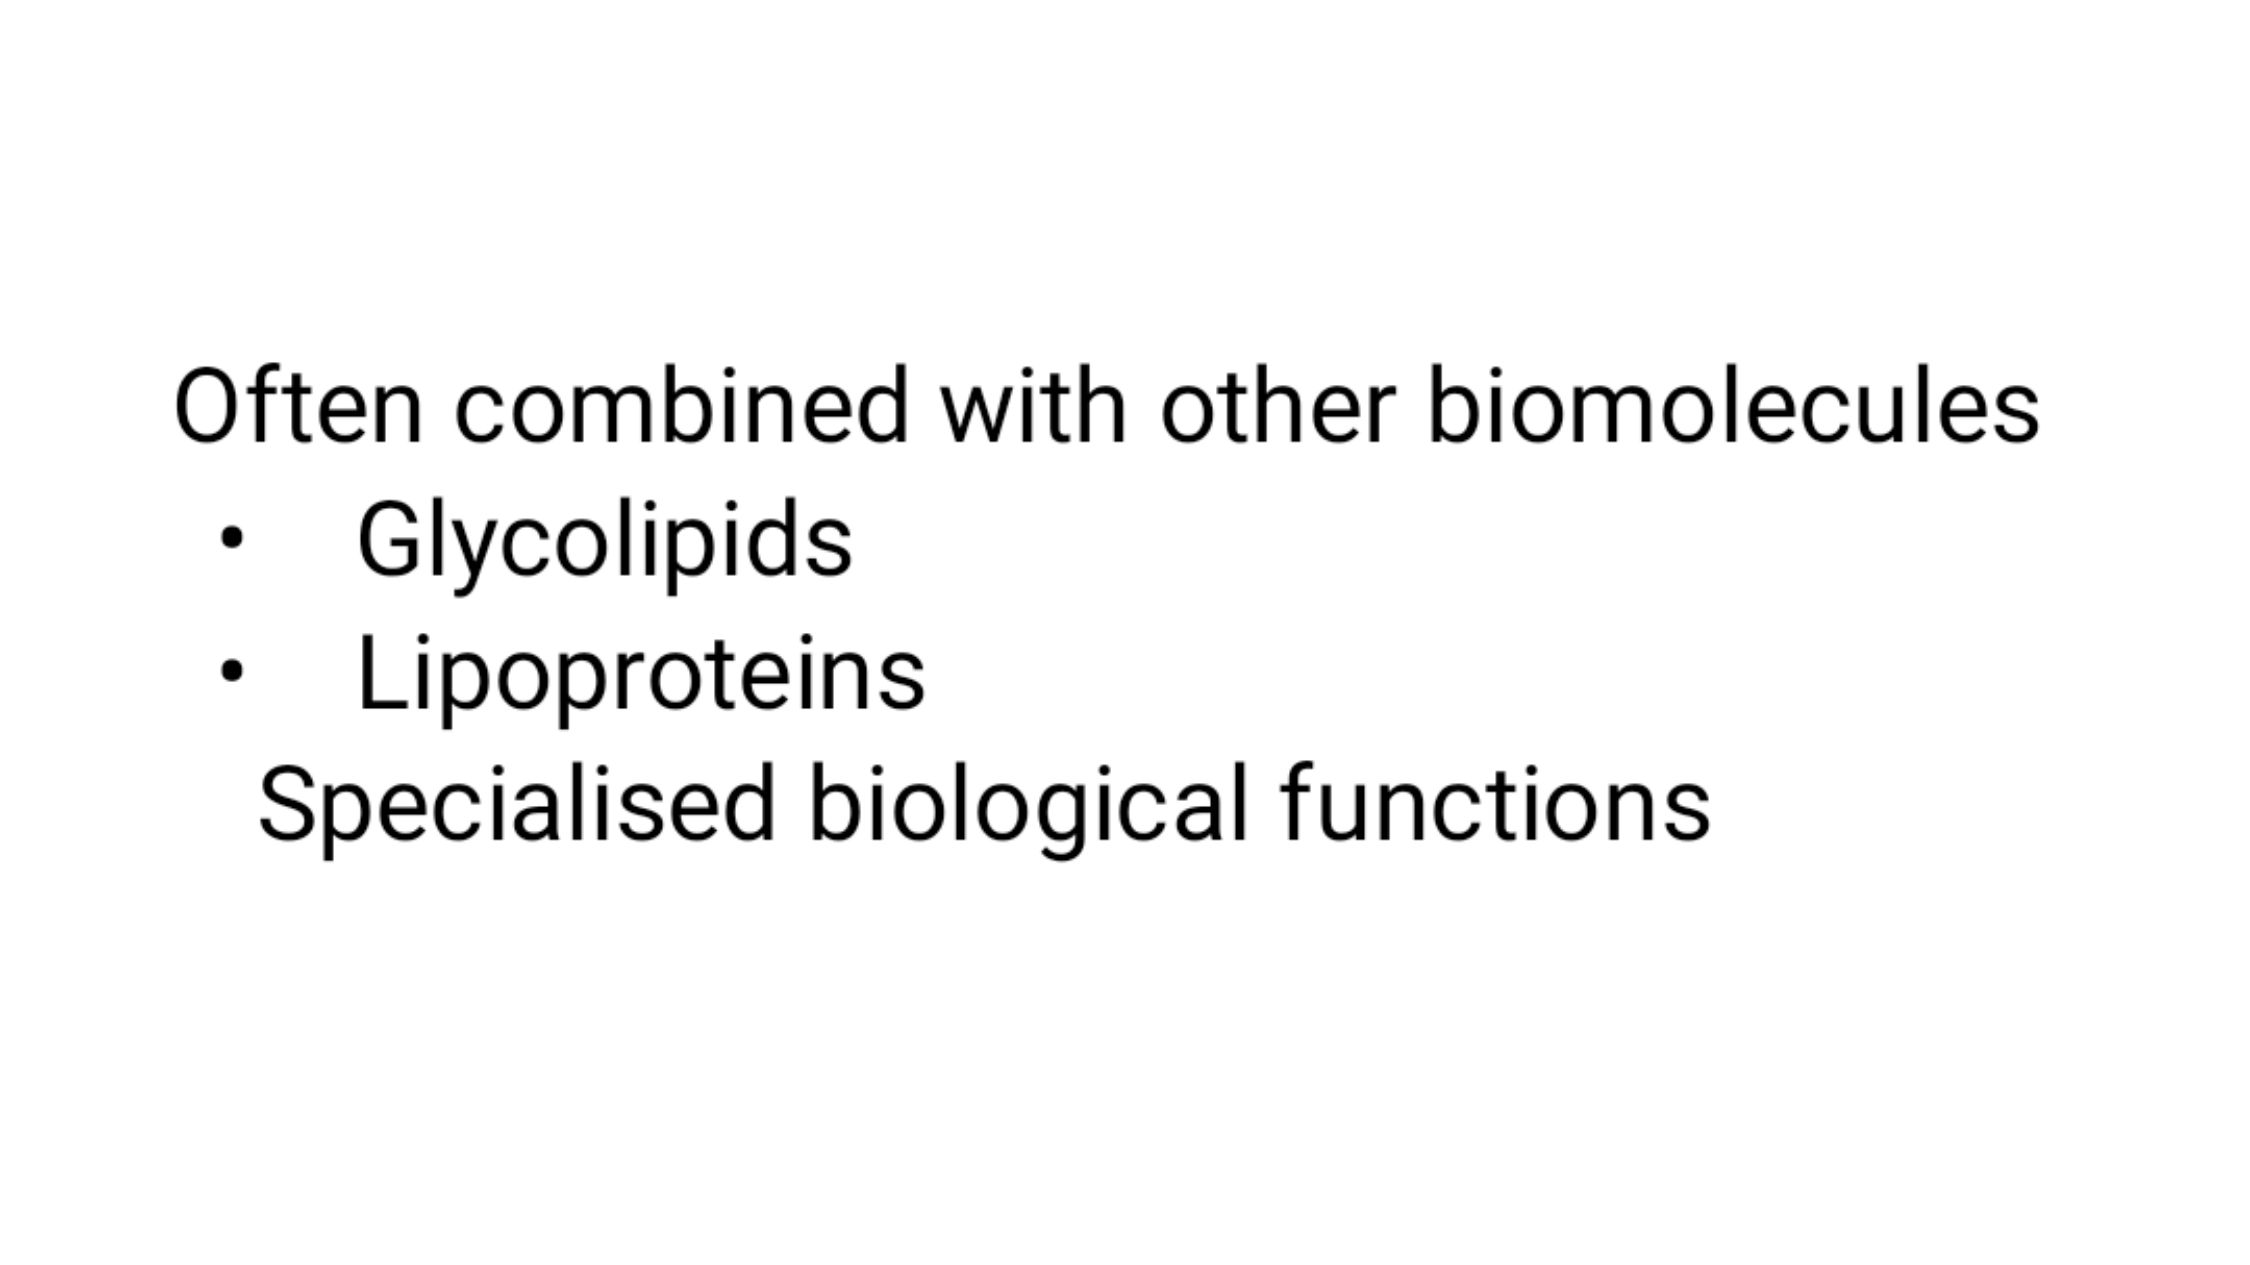 Often combined with other biomolecules
• Glycolipids
• Lipoproteins
Specialised biological functions